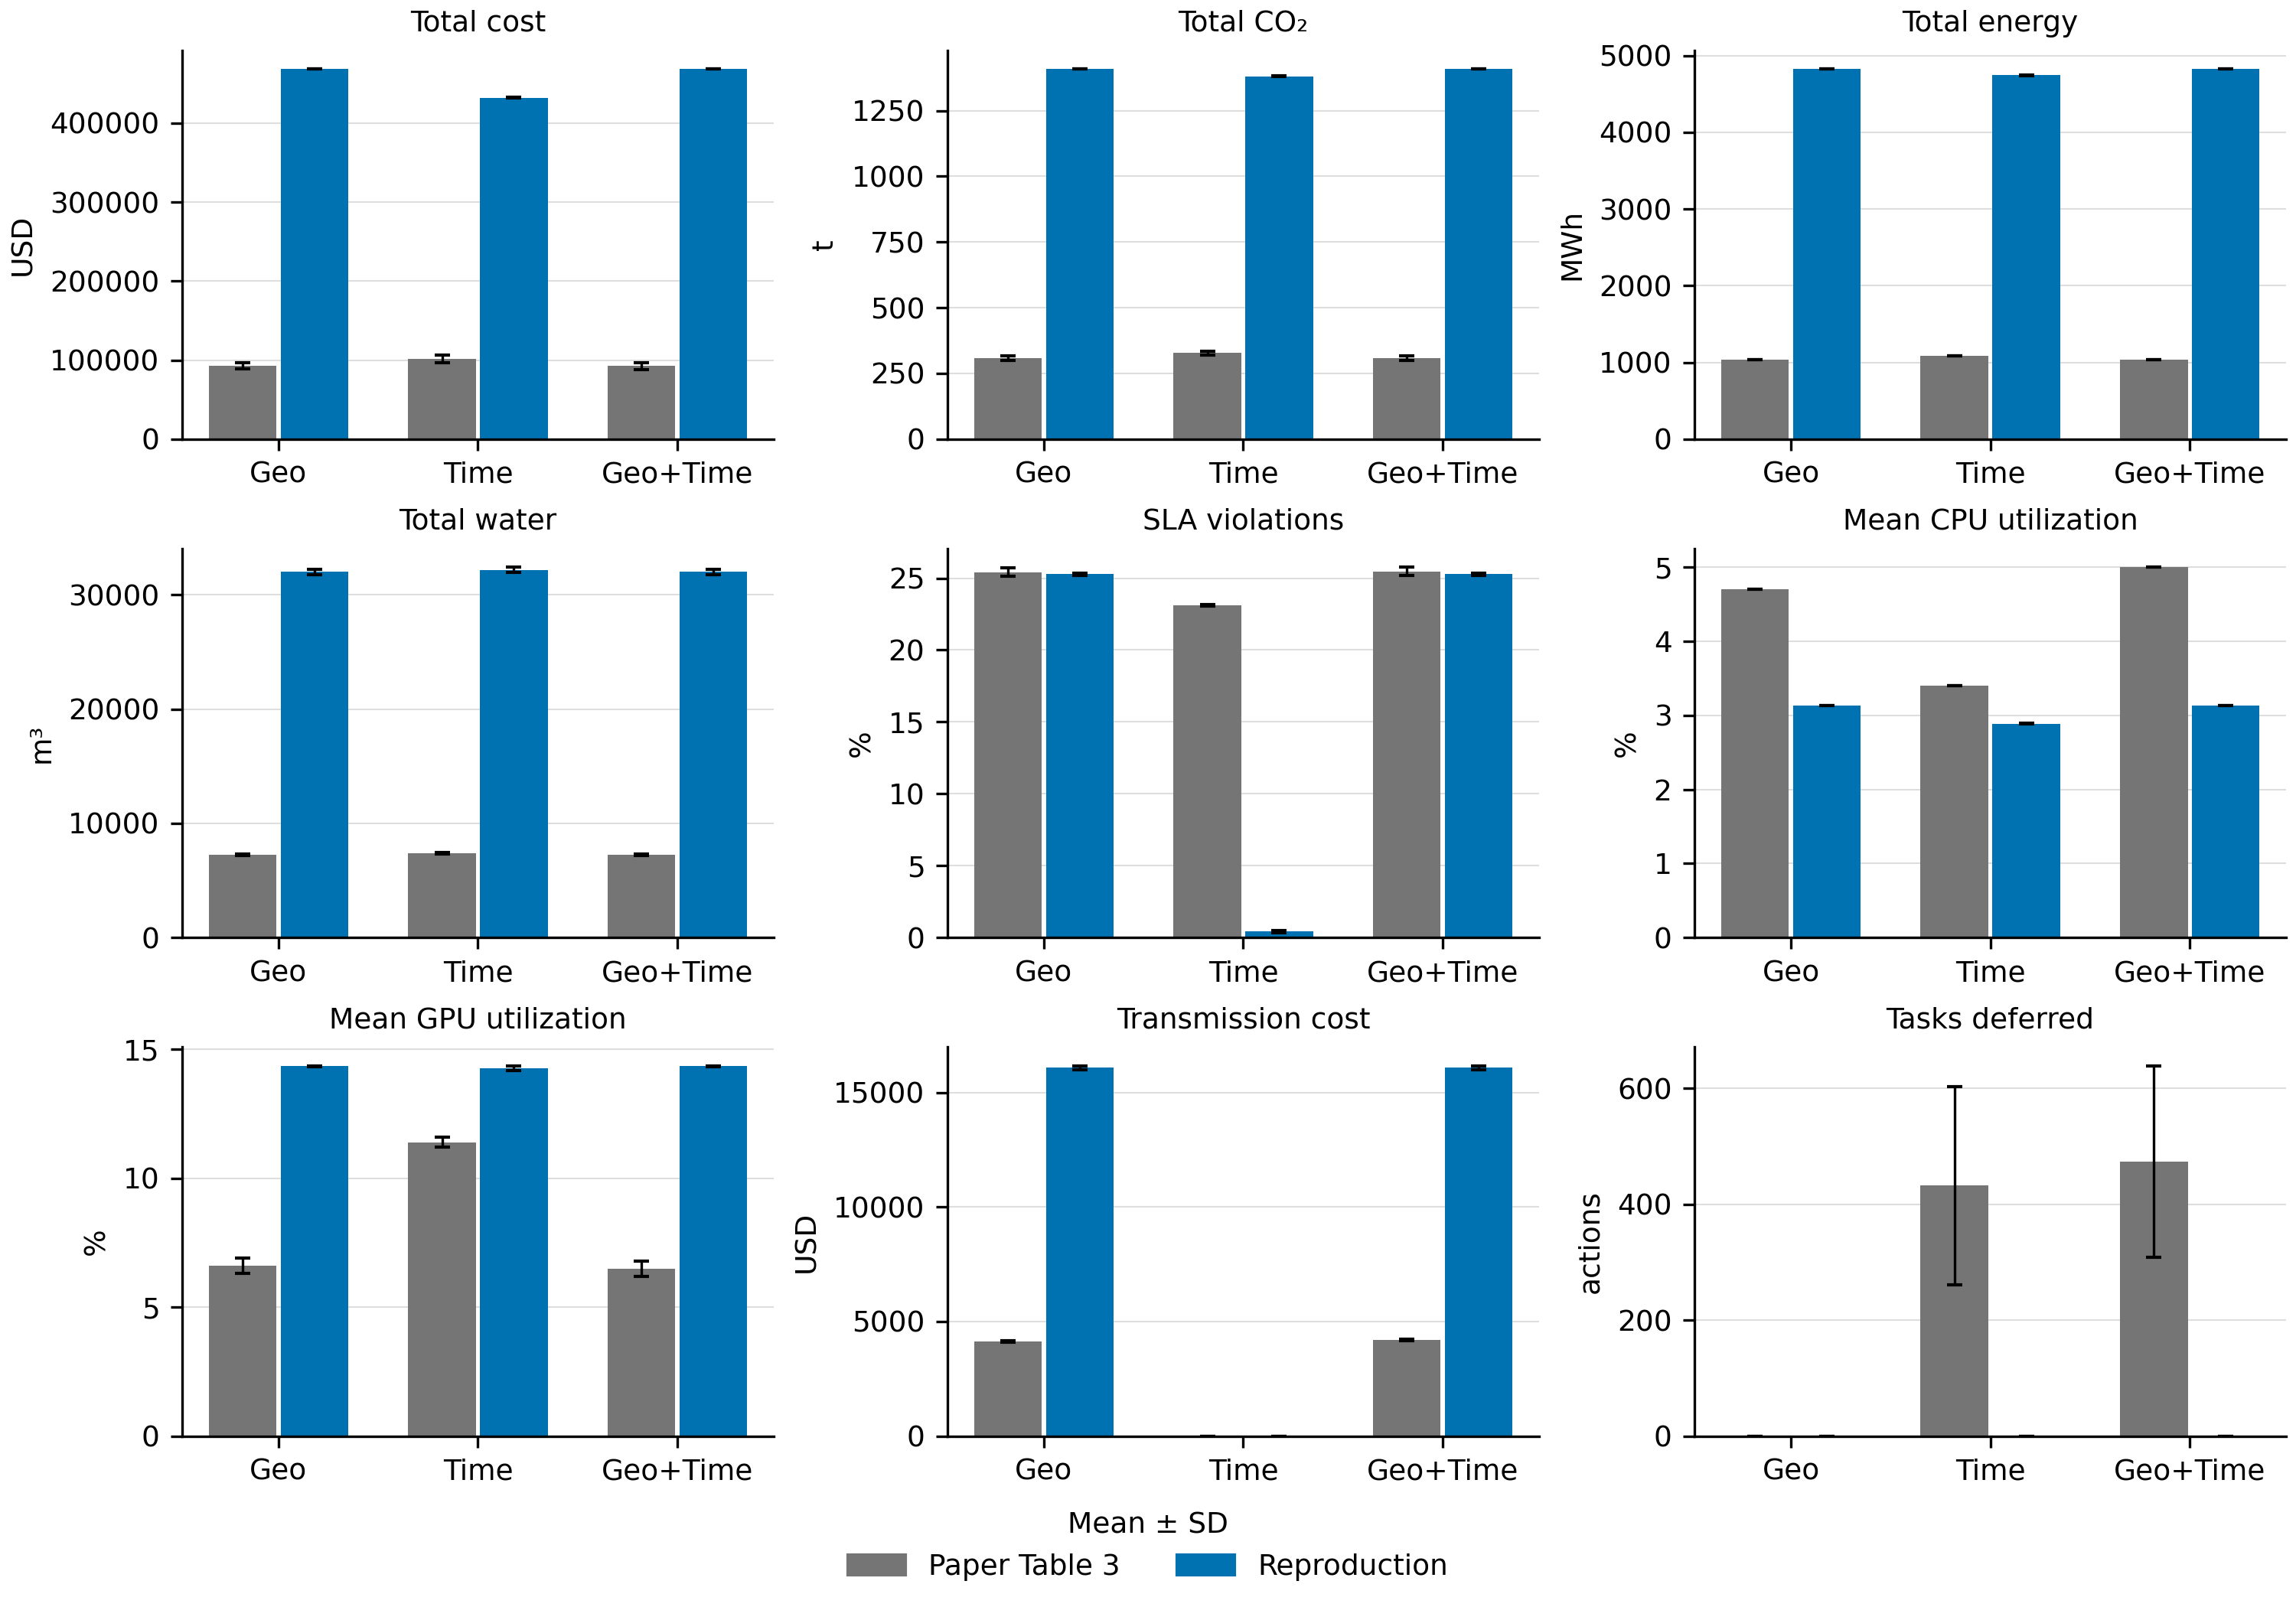 Total cost
USD
400000
300000
200000
100000
0
Geo
Time
Geo+Time
Total CO₂
t
1250
1000
750
500
250
0
Geo
Time
Geo+Time
Total energy
MWh
5000
4000
3000
2000
1000
0
Geo
Time
Geo+Time
Total water
m³
30000
20000
10000
0
Geo
Time
Geo+Time
SLA violations
%
25
20
15
10
5
0
Geo
Time
Geo+Time
Mean CPU utilization
%
5
4
3
2
1
0
Geo
Time
Geo+Time
Mean GPU utilization
%
15
10
5
0
Geo
Time
Geo+Time
Transmission cost
USD
15000
10000
5000
0
Geo
Time
Geo+Time
Tasks deferred
actions
600
400
200
0
Geo
Time
Geo+Time
Mean ± SD
Paper Table 3
Reproduction